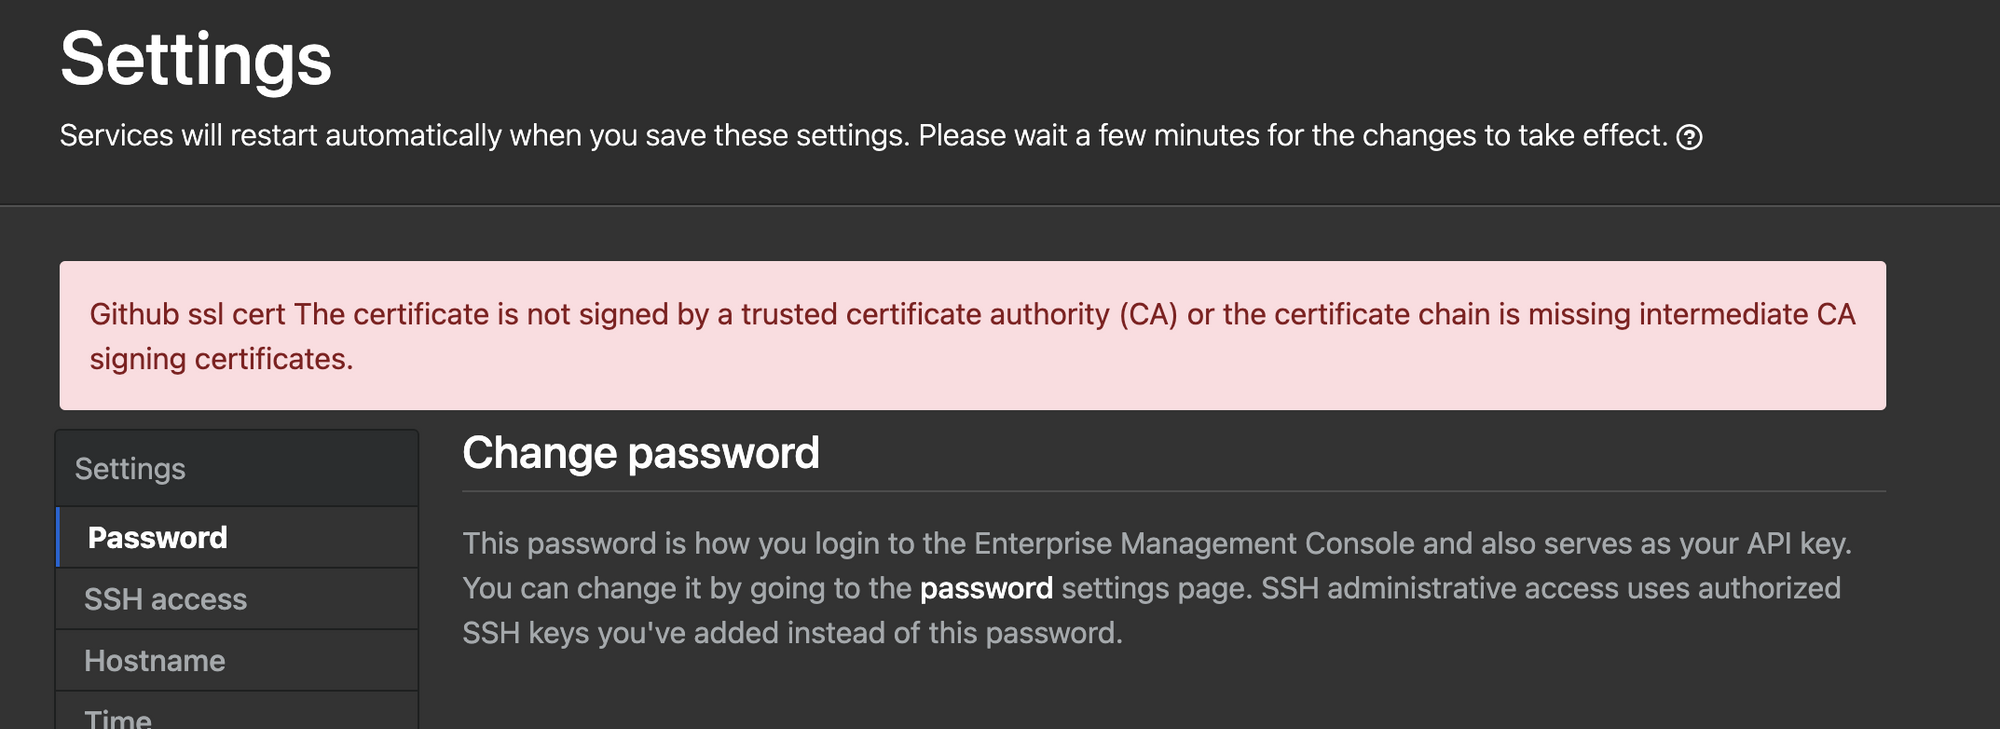 Settings
Services will restart automatically when you save these settings. Please wait a few minutes for the changes to take effect. ?
Github ssl cert The certificate is not signed by a trusted certificate authority (CA) or the certificate chain is missing intermediate CA
signing certificates.
Settings
Password
SSH access
Hostname
Time
Change password
This password is how you login to the Enterprise Management Console and also serves as your API key.
You can change it by going to the password settings page. SSH administrative access uses authorized
SSH keys you've added instead of this password.